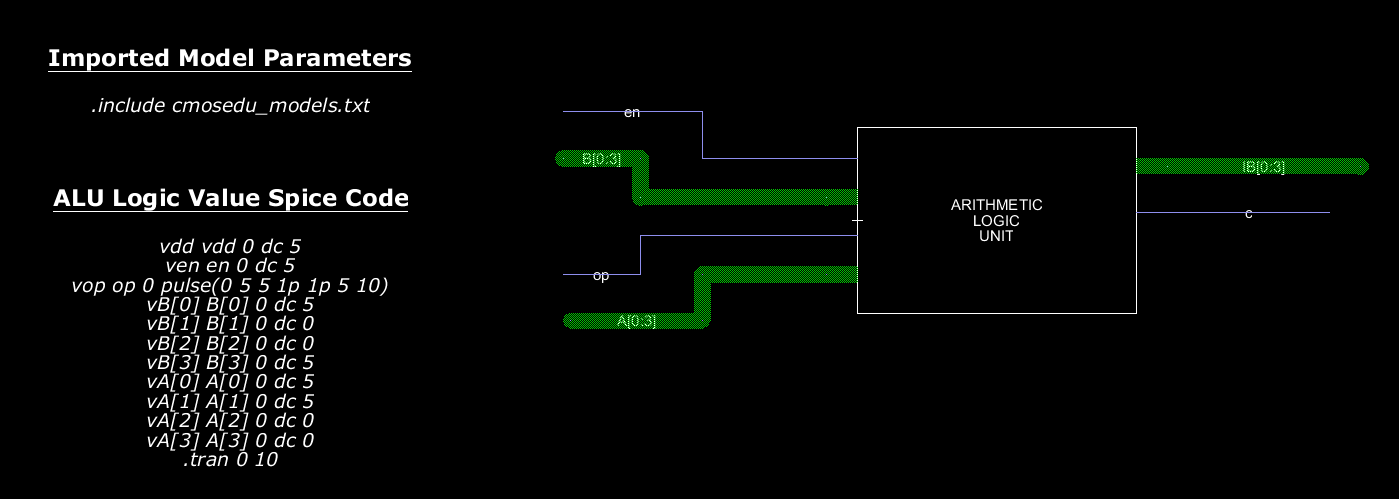 Imported Model Parameters
.include cmosedu_models.txt
ALU Logic Value Spice Code
vdd vdd 0 dc 5
ven en 0 dc 5
vop op 0 pulse(0 5 5 1p 1p 5 10)
vB[0] B[0] 0 dc 5
vB[1] B[1] 0 dc 0
vB[2] B[2] 0 dc 0
vB[3] B[3] 0 dc 5
vA[0] A[0] 0 dc 5
vA[1] A[1] 0 dc 5
vA[2] A[2] 0 dc 0
vA[3] A[3] 0 dc 0
.tran 0 10
en
B[0:3]
op
A[0:3]
ARITHMETIC
LOGIC
UNIT
IB[0:3]
c